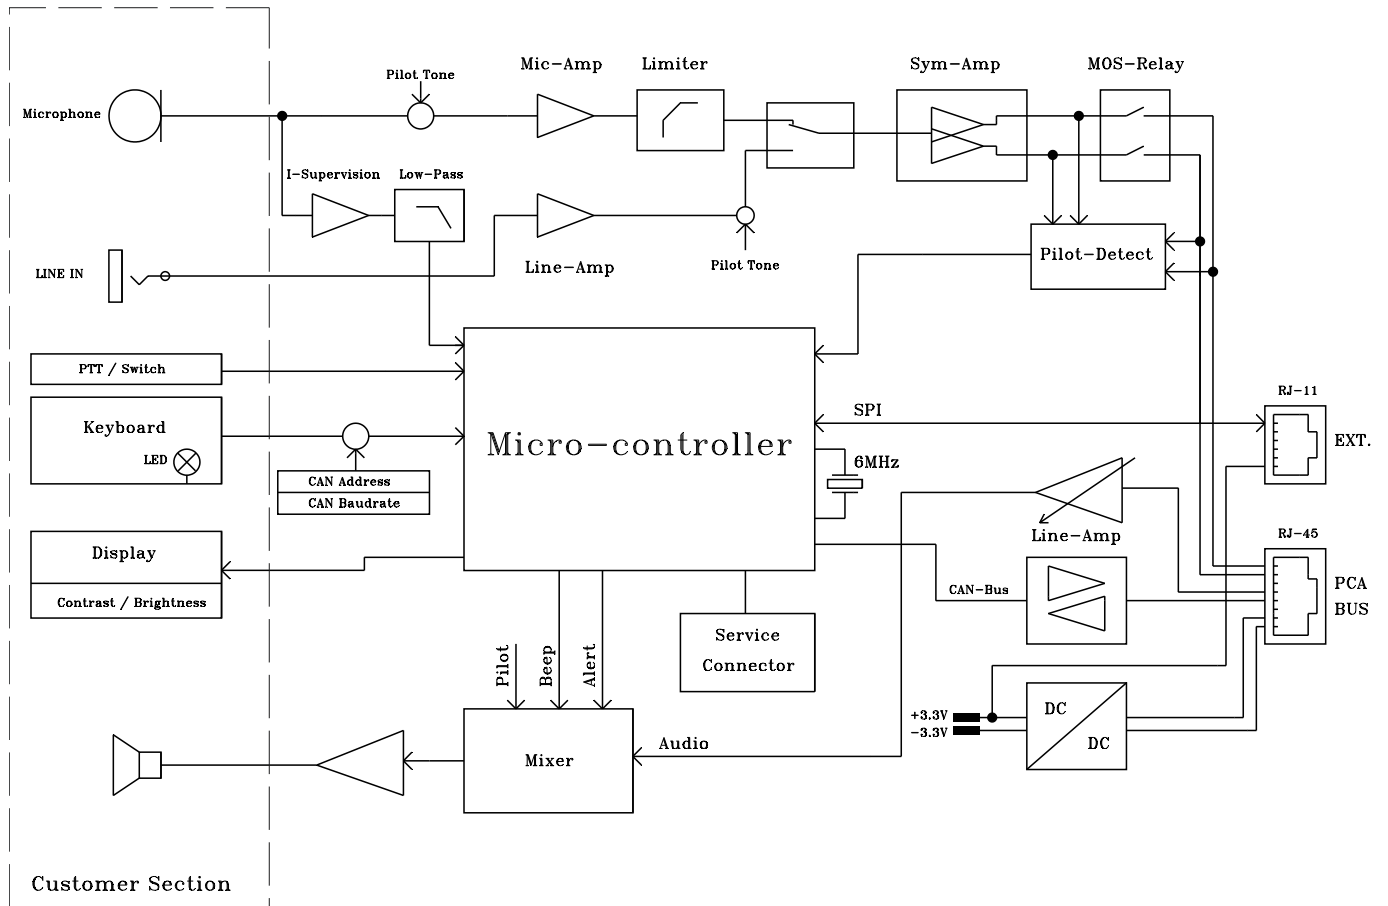 Mic-Amp
Limiter
Sym-Amp
MOS-Relay
Pilot Tone
Microphone
I-Supervision
Low-Pass
LINE IN
Line-Amp
Pilot Tone
Pilot-Detect
PTT / Switch
Keyboard
LED
CAN Address
CAN Baudrate
Micro-controller
SPI
6MHz
RJ-11
EXT.
Line-Amp
RJ-45
PCA
BUS
Display
Contrast / Brightness
CAN-Bus
Service
Connector
Pilot
Beep
Alert
+3.3V
-3.3V
DC
DC
Audio
Mixer
Customer Section